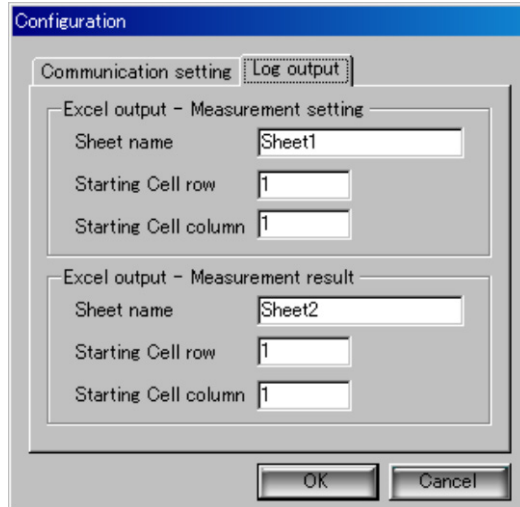 Configuration
Communication setting Log output
Excel output - Measurement setting
Sheet name Sheet1
Starting Cell row 1
Starting Cell column 1
Excel output - Measurement result
Sheet name Sheet2
Starting Cell row 1
Starting Cell column 1
OK Cancel